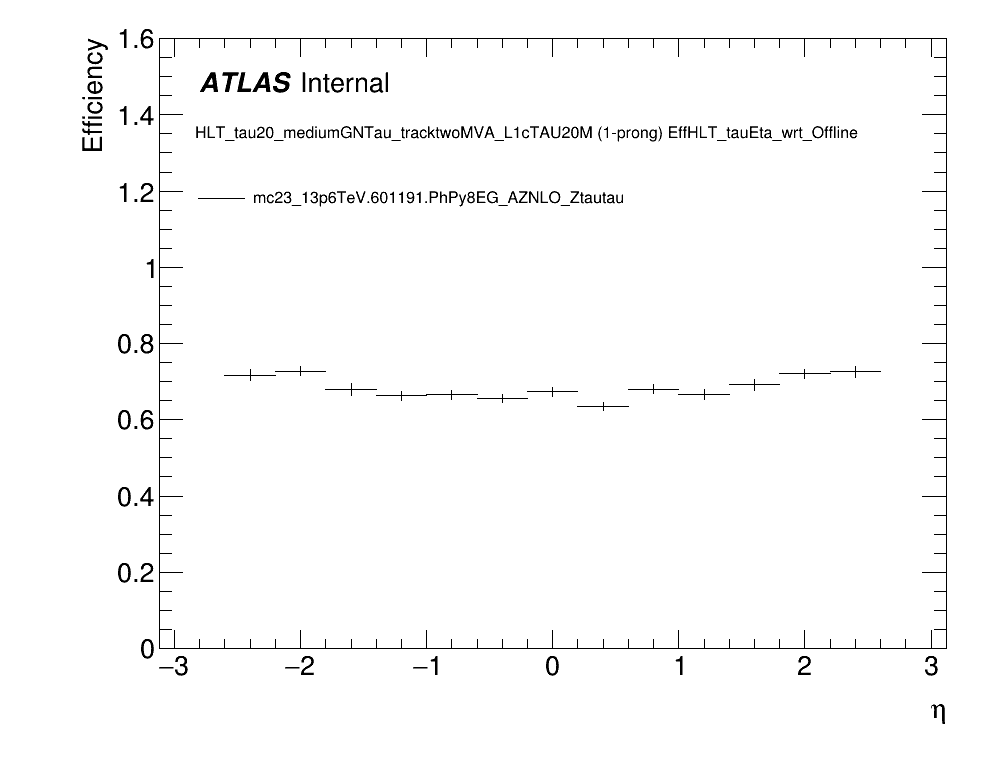 Efficiency
1.6
1.4
1.2
1
0.8
0.6
0.4
0.2
0
ATLAS Internal
HLT_tau20_mediumGNTau_tracktwoMVA_L1cTAU20M (1-prong) EffHLT_tauEta_wrt_Offline
mc23_13p6TeV.601191.PhPy8EG_AZNLO_Ztautau
−3 −2 −1 0 1 2 3
η